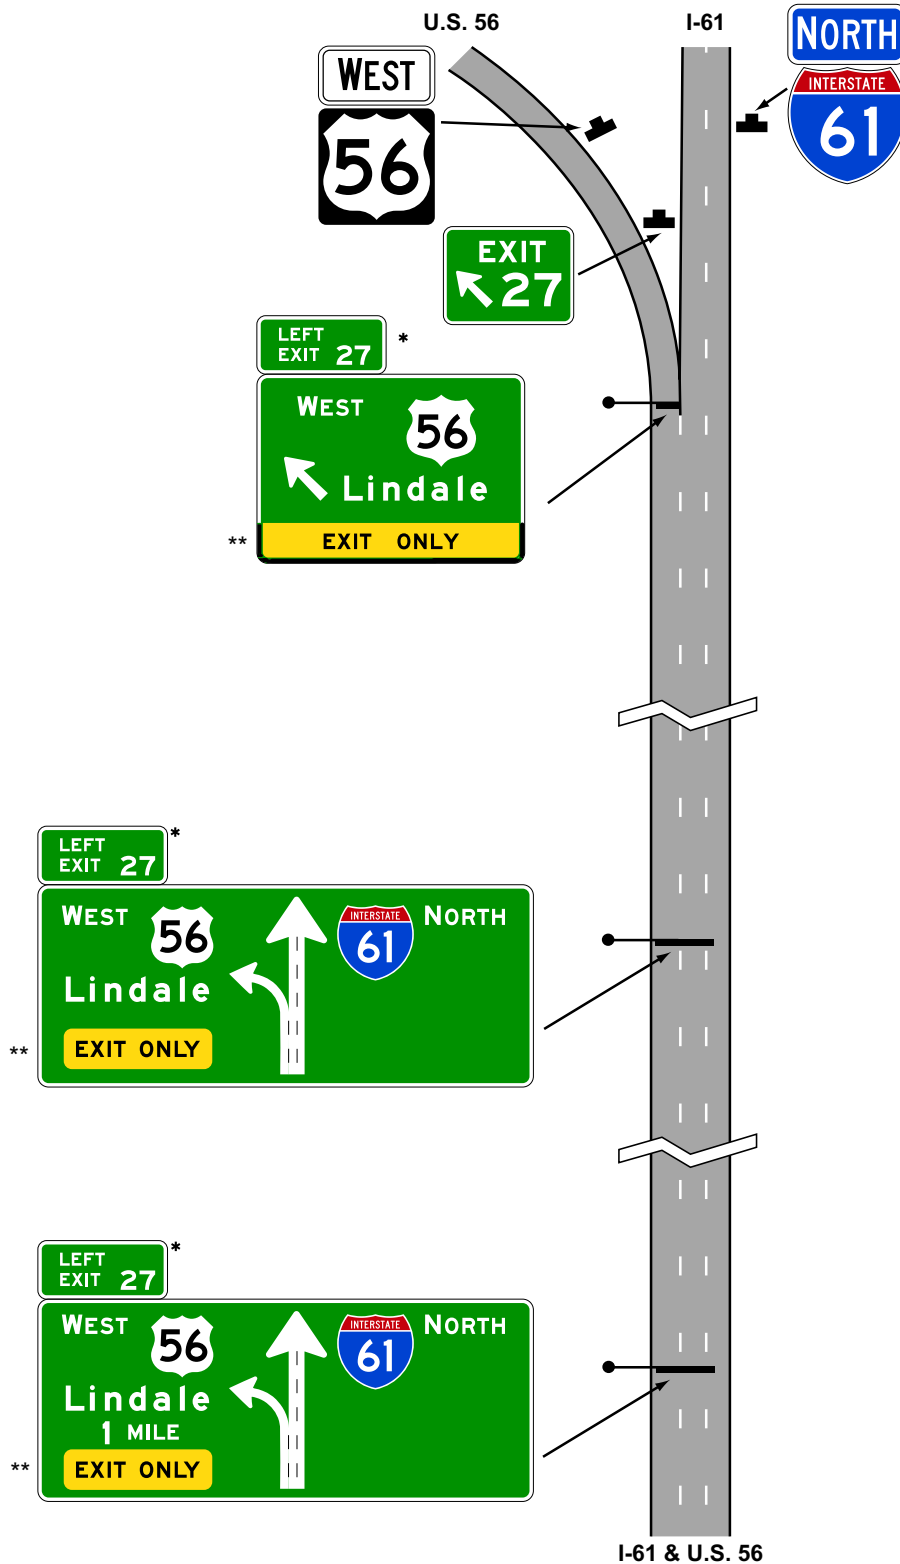 U.S. 56
I-61
NORTH
INTERSTATE
61
WEST
56
EXIT
27
LEFT
EXIT 27 *
WEST 56
Lindale
** EXIT ONLY
LEFT *
EXIT 27
WEST 56 INTERSTATE 61 NORTH
Lindale
** EXIT ONLY
LEFT *
EXIT 27
WEST 56 INTERSTATE 61 NORTH
Lindale
1 MILE
** EXIT ONLY
I-61 & U.S. 56